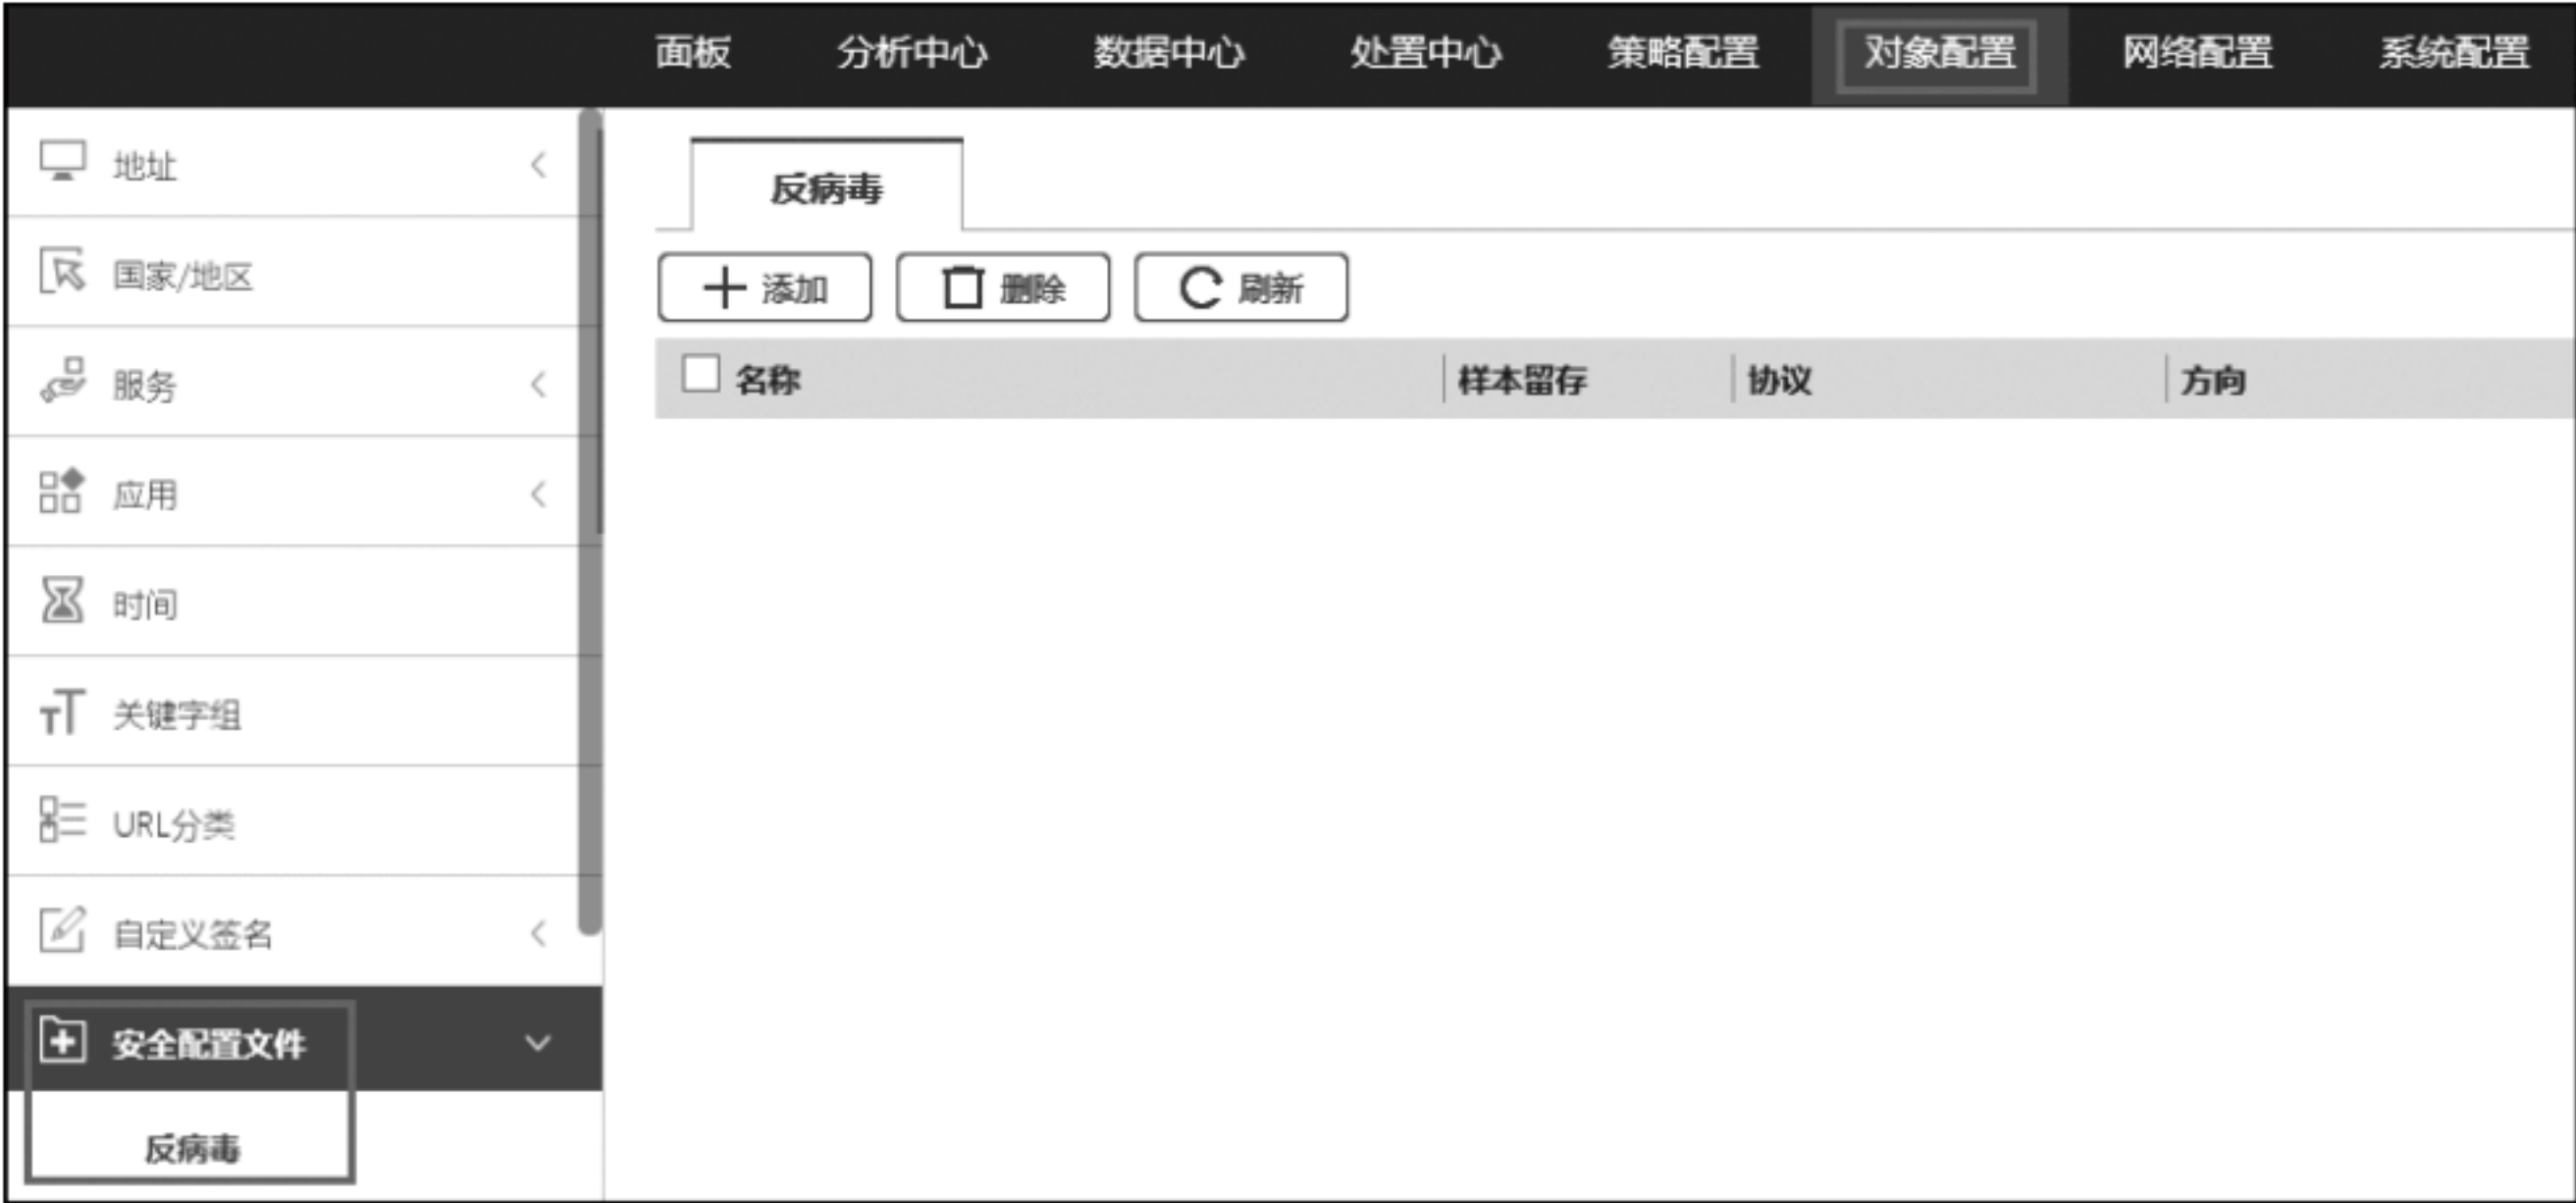 面板 分析中心 数据中心 处置中心 策略配置 对象配置 网络配置 系统配置
地址
国家/地区
服务
应用
时间
关键字组
URL分类
自定义签名
安全配置文件
反病毒
反病毒
添加 删除 刷新
名称 样本留存 协议 方向